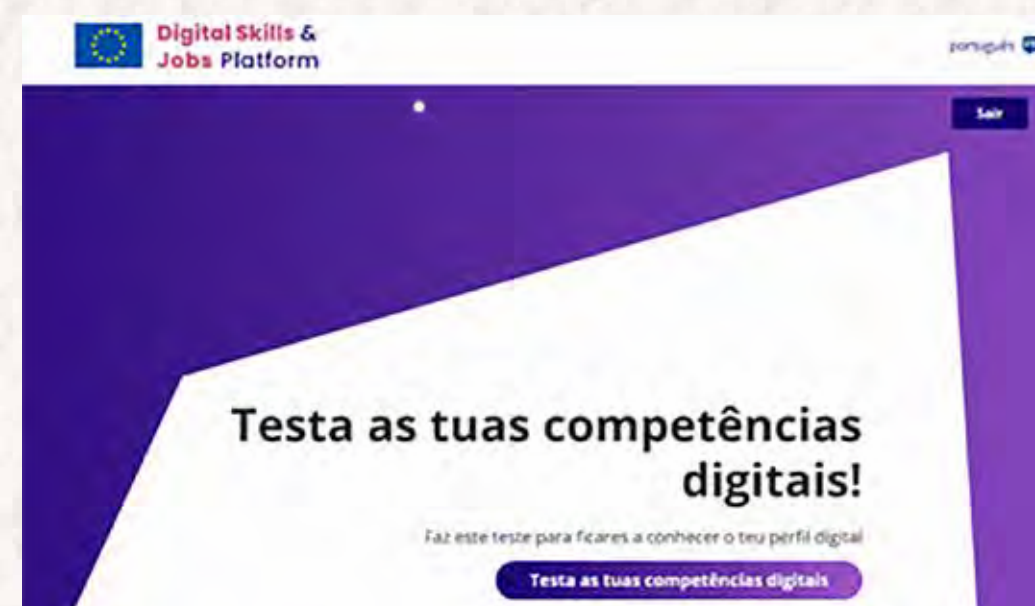 Digital Skills &
Jobs Platform
português
Sair
Testa as tuas competências
digitais!
Faz este teste para ficares a conhecer o teu perfil digital
Testa as tuas competências digitais